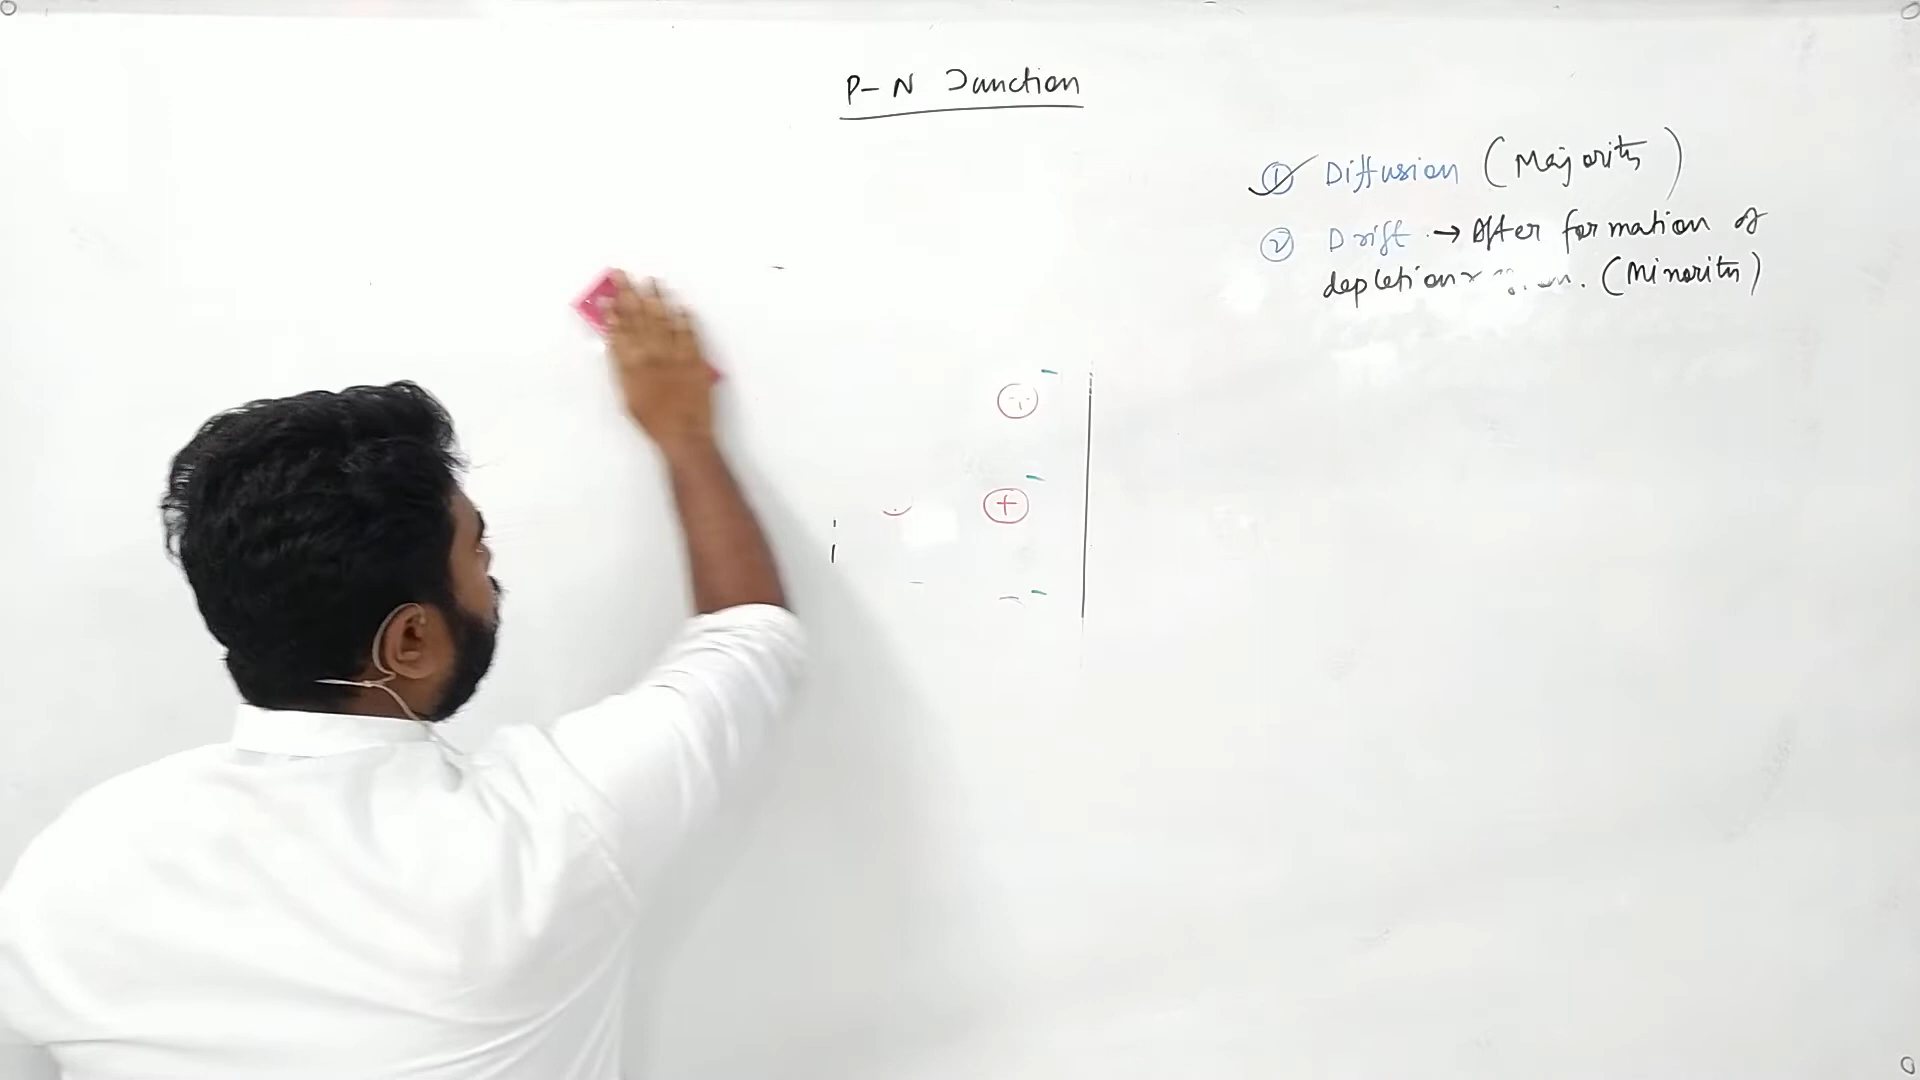 P-N Junction
① Diffusion (Majority)
② Drift → After formation of
depletion (Minority)
+
+